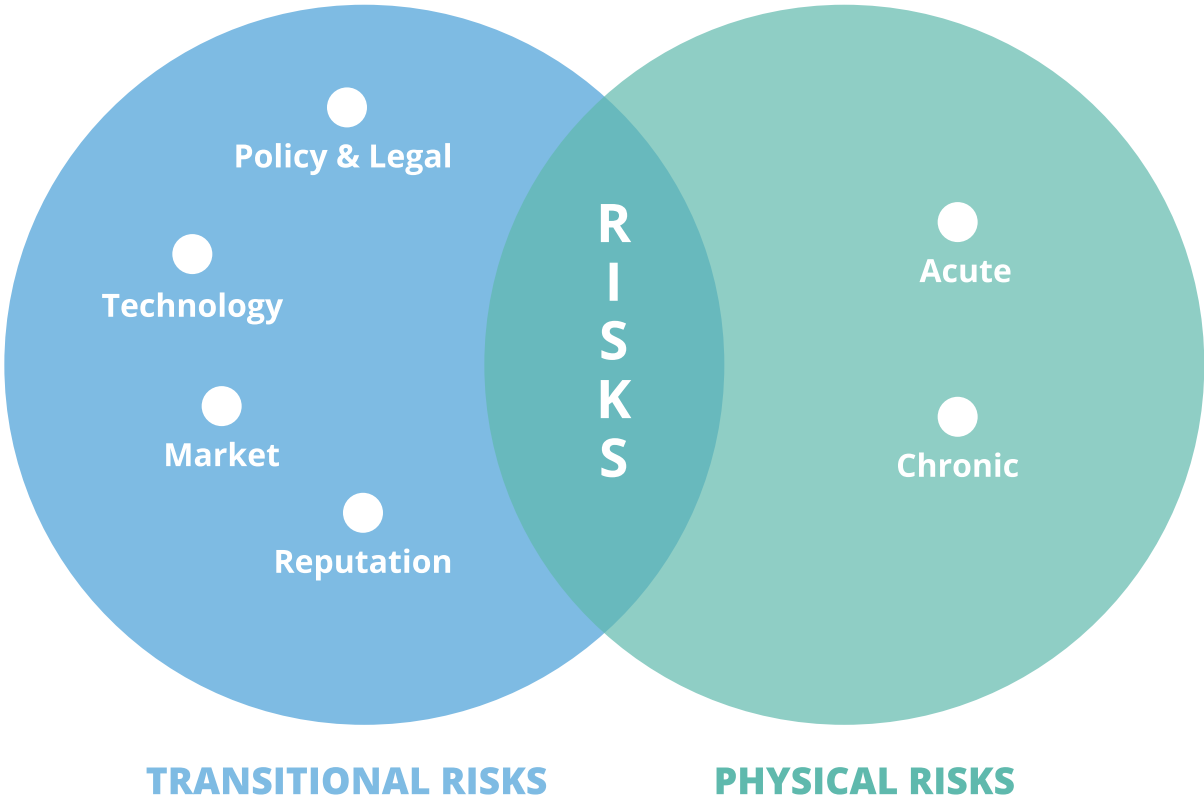 Policy & Legal
Technology
Market
Reputation
R
I
S
K
S
Acute
Chronic
TRANSITIONAL RISKS
PHYSICAL RISKS